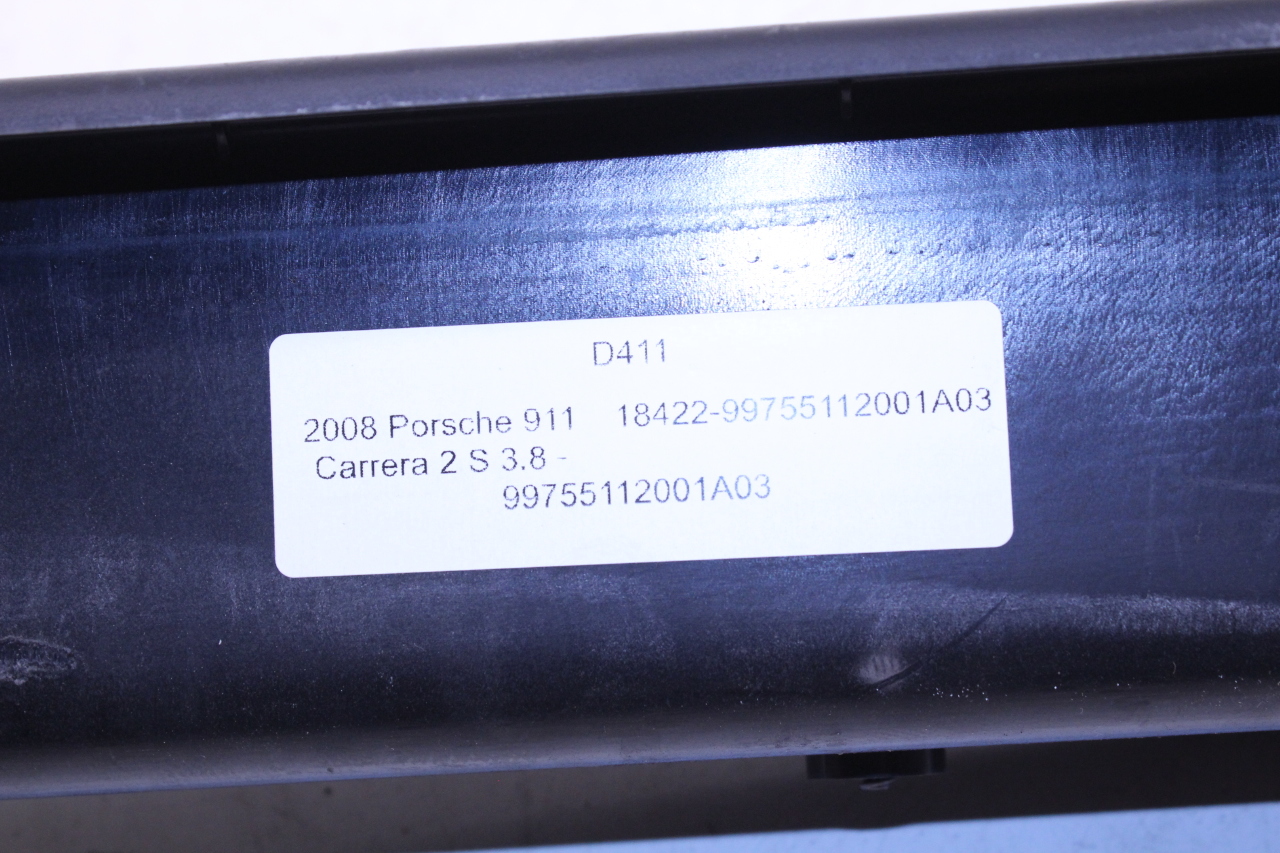 D411
2008 Porsche 911 18422-99755112001A03
Carrera 2 S 3.8 -
99755112001A03